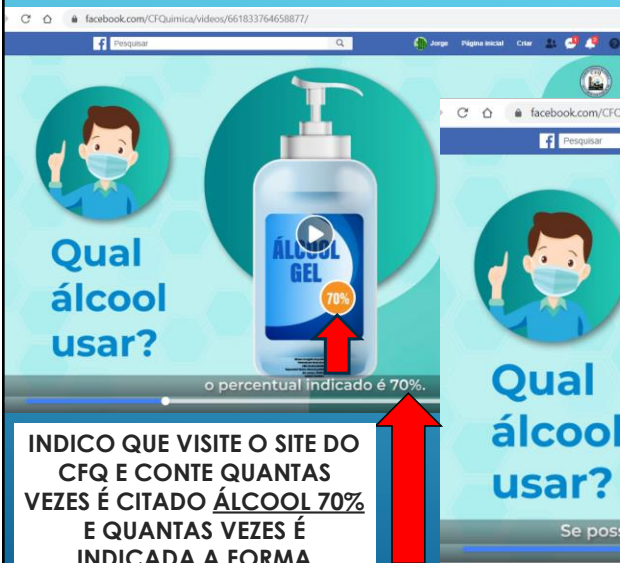 facebook.com/CFQuimica/videos/661833764658877/
Pesquisar
Jorge Página inicial Criar
Qual
álcool
usar?
ÁLCOOL
GEL
70%
o percentual indicado é 70%.
INDICO QUE VISITE O SITE DO
CFQ E CONTE QUANTAS
VEZES É CITADO ÁLCOOL 70%
E QUANTAS VEZES É
INDICADA A FORMA
facebook.com/CFQ
Pesquisar
Qual
álcool
usar?
Se poss